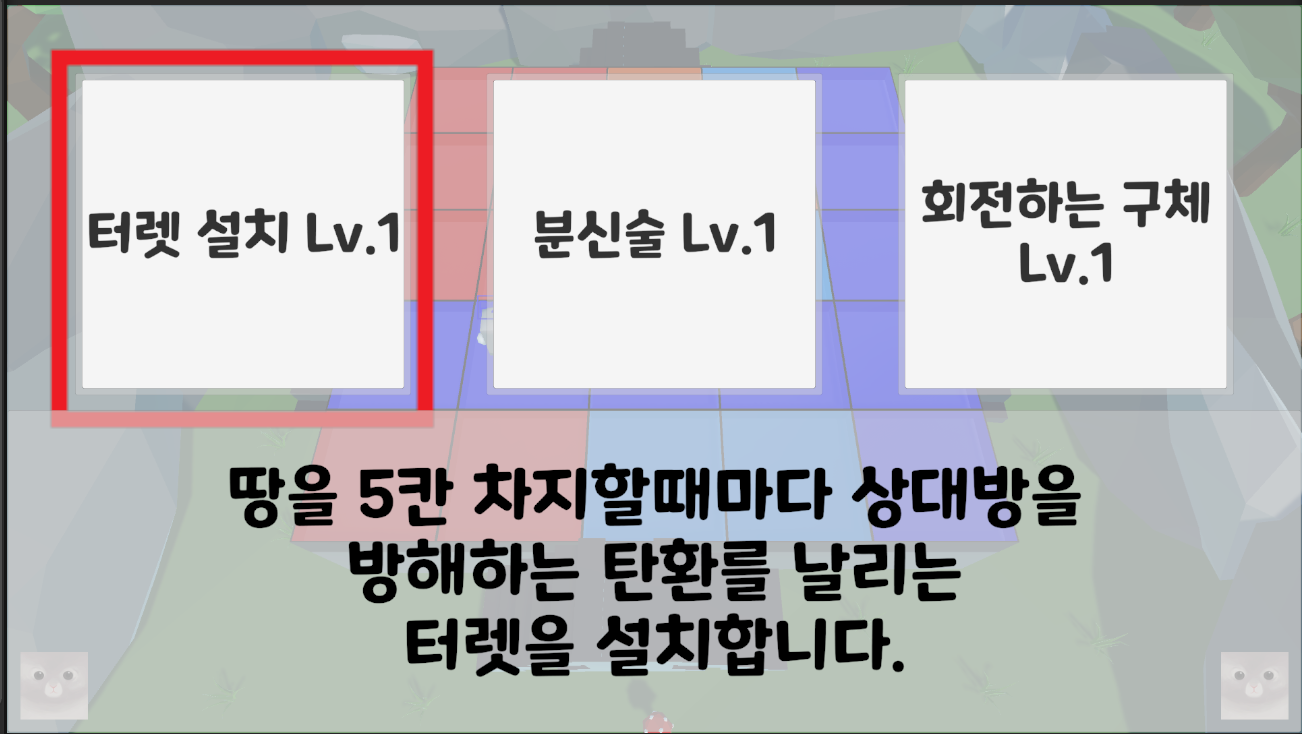 터렛 설치 Lv.1
분신술 Lv.1
회전하는 구체
Lv.1
땅을 5칸 차지할때마다 상대방을
방해하는 탄환를 날리는
터렛을 설치합니다.